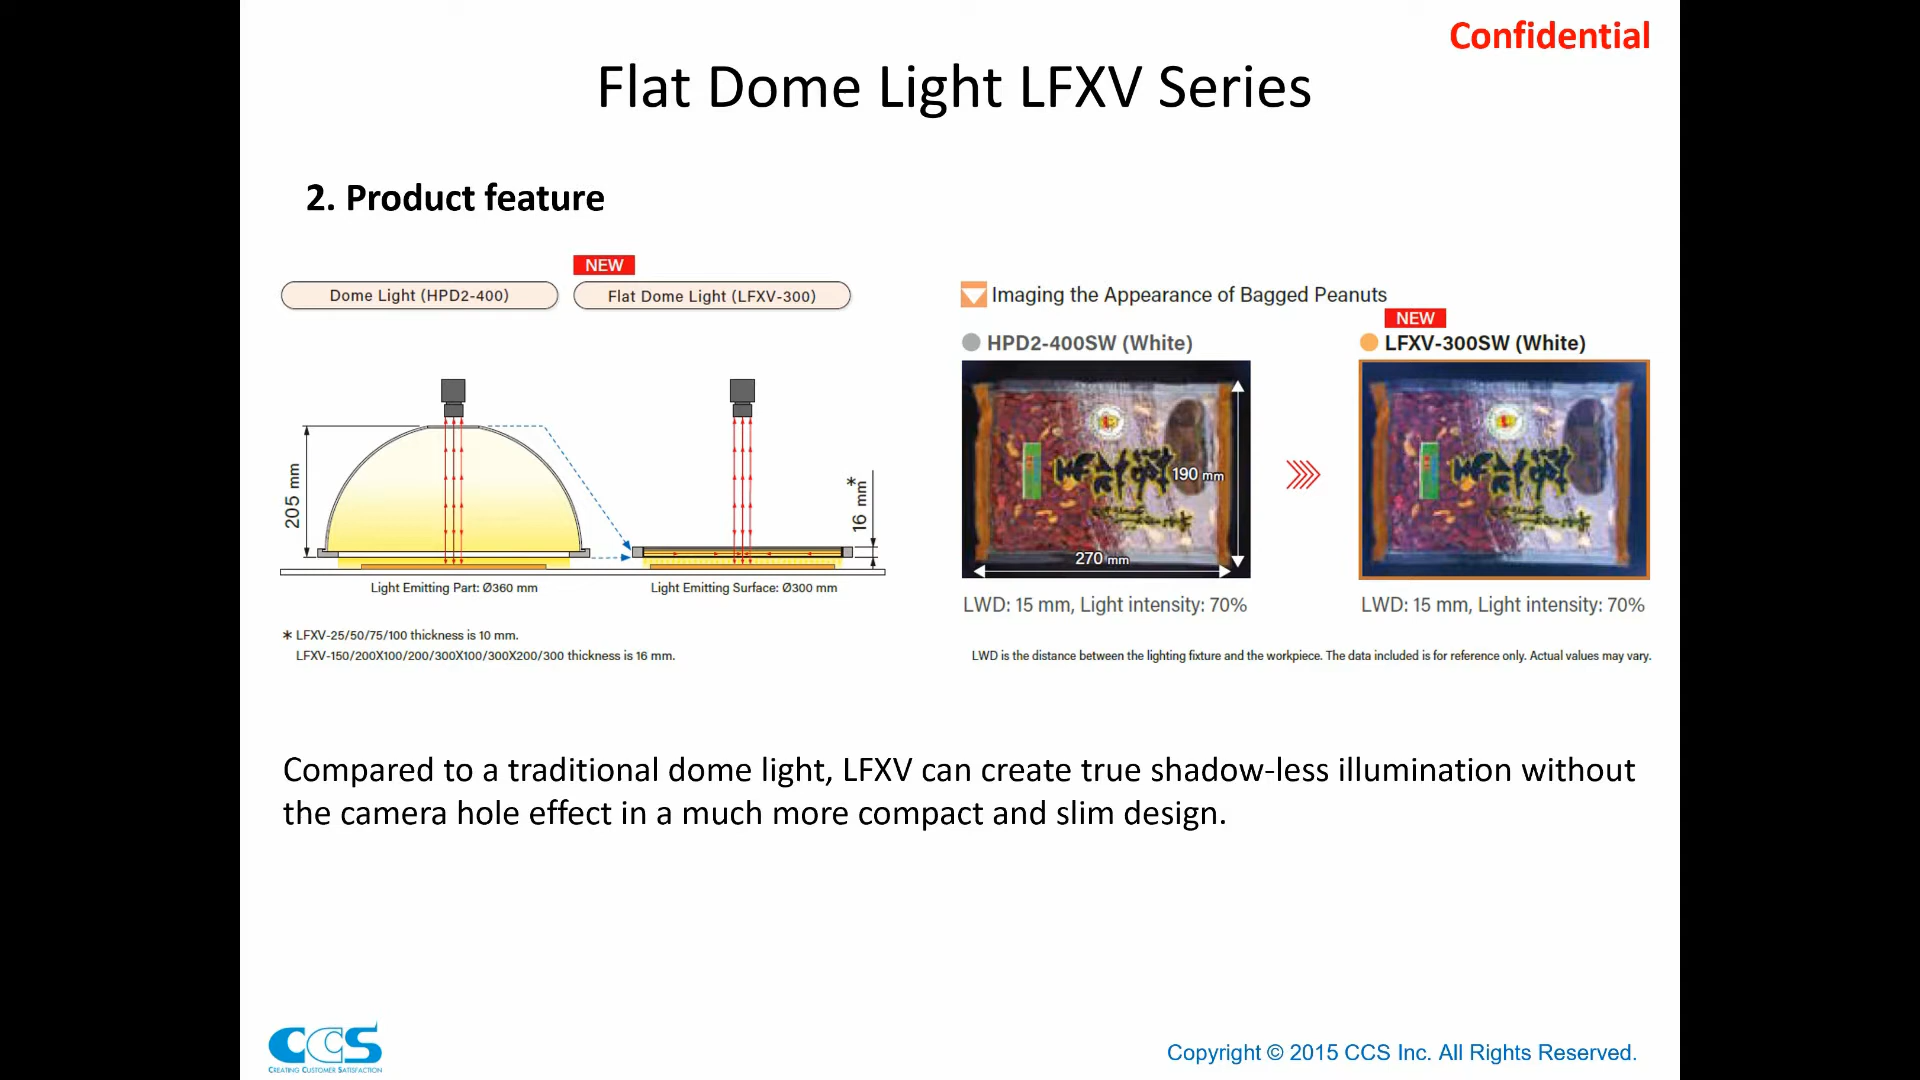 Confidential
Flat Dome Light LFXV Series
2. Product feature
NEW
Dome Light (HPD2-400)
Flat Dome Light (LFXV-300)
205 mm
16 mm*
Light Emitting Part: Ø360 mm
Light Emitting Surface: Ø300 mm
* LFXV-25/50/75/100 thickness is 10 mm.
LFXV-150/200X100/200/300X100/300X200/300 thickness is 16 mm.
Imaging the Appearance of Bagged Peanuts
NEW
HPD2-400SW (White)
LFXV-300SW (White)
190 mm
270 mm
LWD: 15 mm, Light intensity: 70%
LWD: 15 mm, Light intensity: 70%
LWD is the distance between the lighting fixture and the workpiece. The data included is for reference only. Actual values may vary.
Compared to a traditional dome light, LFXV can create true shadow-less illumination without
the camera hole effect in a much more compact and slim design.
CCS
CREATING CUSTOMER SATISFACTION
Copyright © 2015 CCS Inc. All Rights Reserved.